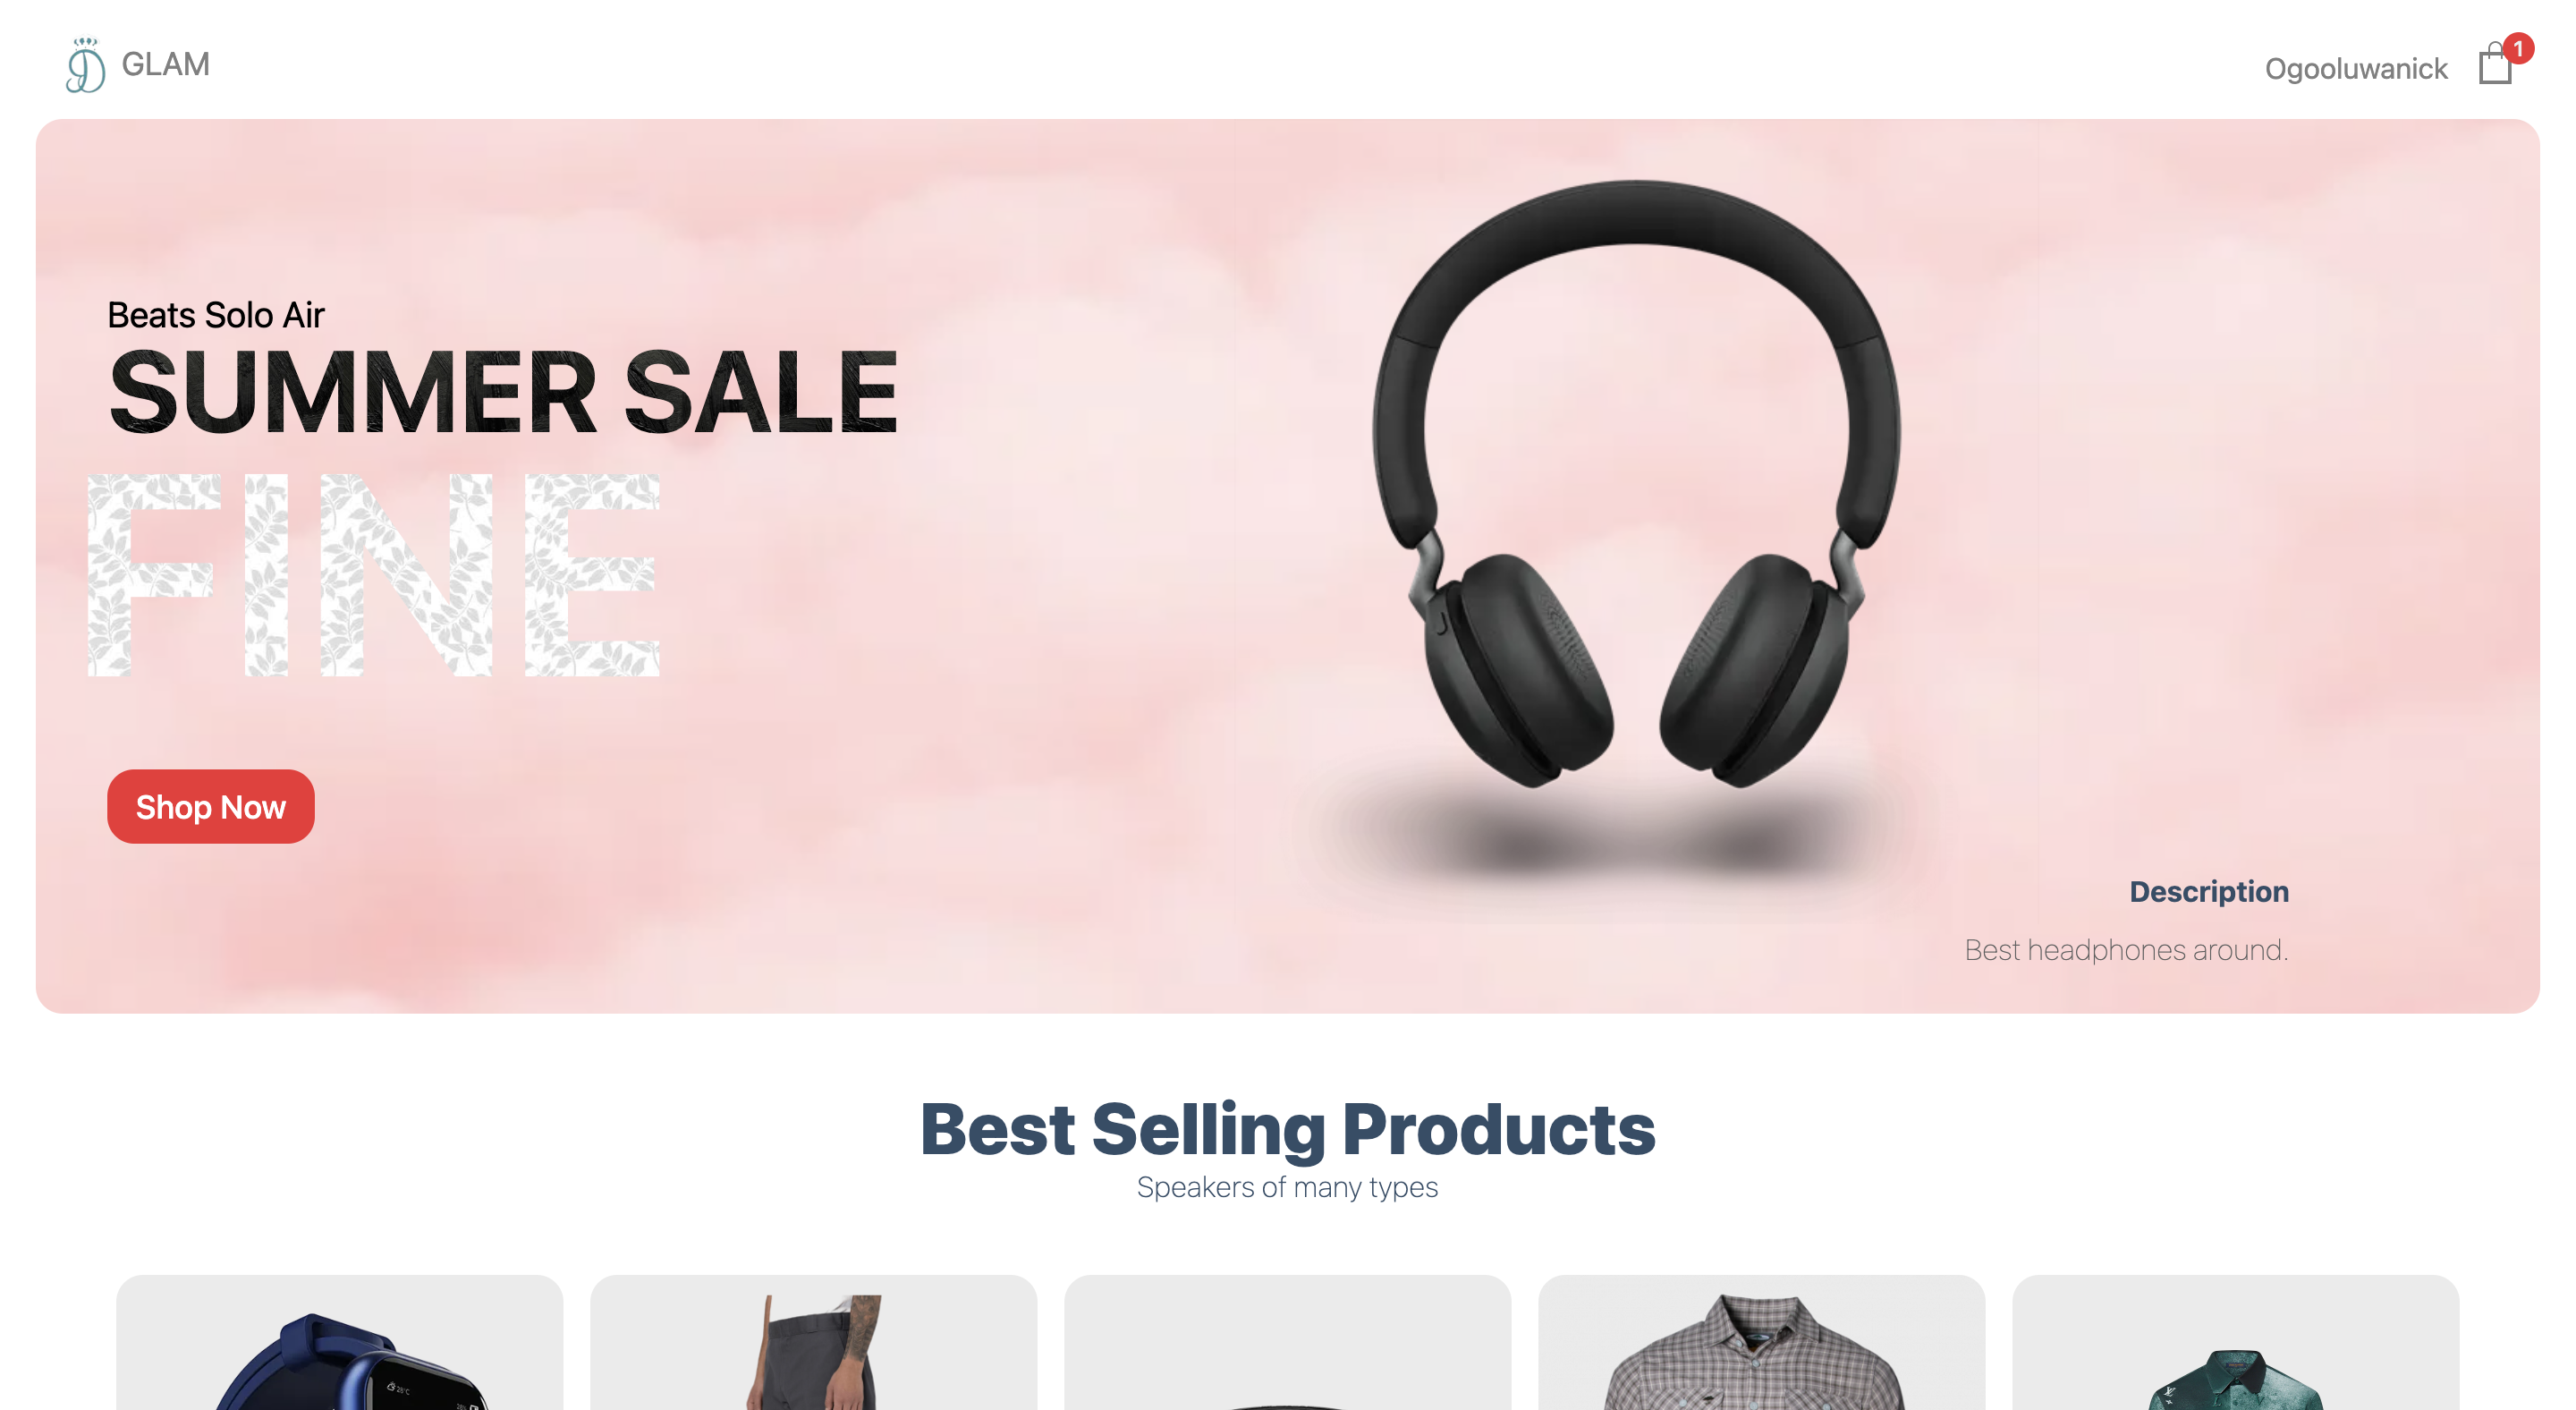 GLAM
Ogooluwanick
1
Beats Solo Air
SUMMER SALE
FINE
Shop Now
Description
Best headphones around.
Best Selling Products
Speakers of many types
26°C